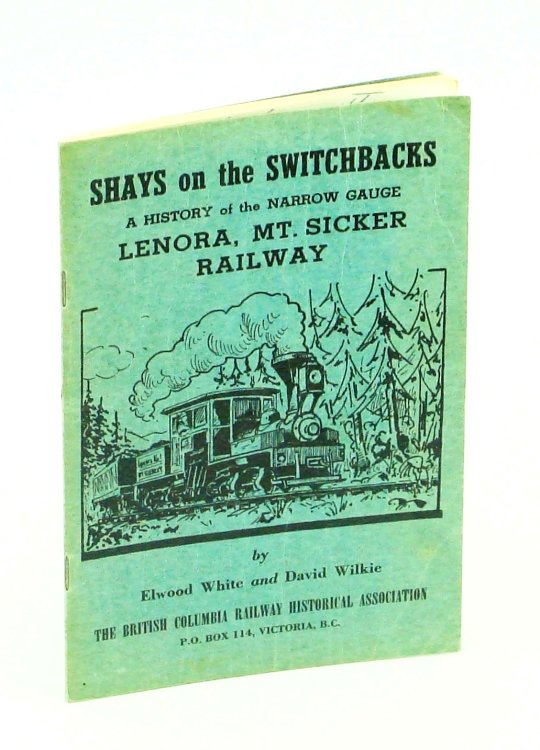 SHAYS on the SWITCHBACKS
A HISTORY of the NARROW GAUGE
LENORA, MT. SICKER
RAILWAY
by
Elwood White and David Wilkie
THE BRITISH COLUMBIA RAILWAY HISTORICAL ASSOCIATION
P.O. BOX 114, VICTORIA, B.C.